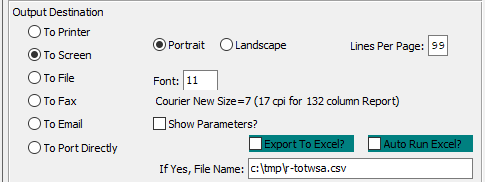 Output Destination
To Printer
To Screen
To File
To Fax
To Email
To Port Directly
Portrait
Landscape
Lines Per Page: 99
Font: 11
Courier New Size=7 (17 cpi for 132 column Report)
Show Parameters?
Export To Excel?
Auto Run Excel?
If Yes, File Name: c:\tmp\r-totwsa.csv